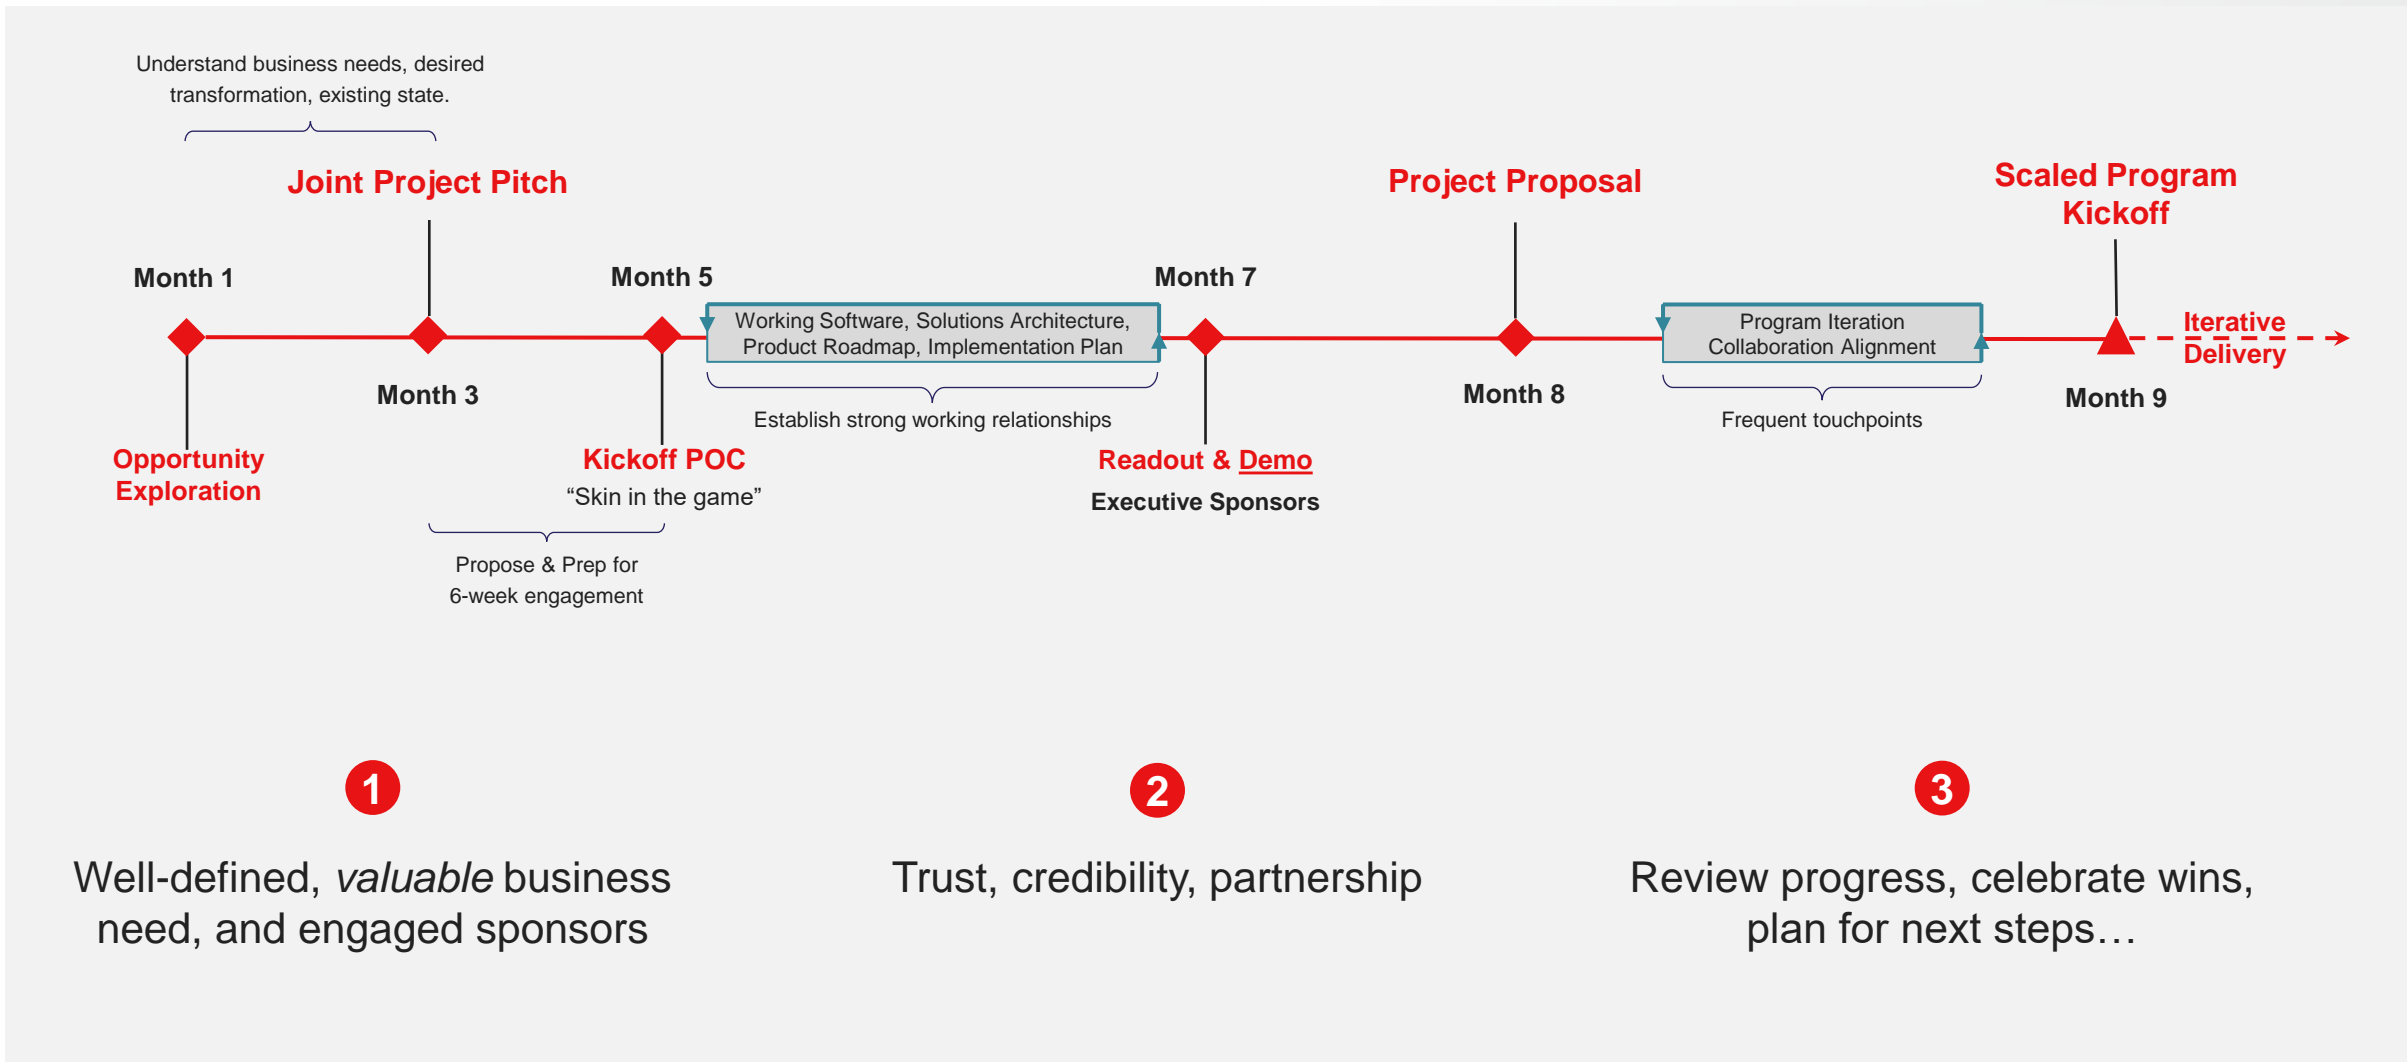 Understand business needs, desired
transformation, existing state.
Joint Project Pitch
Project Proposal
Scaled Program
Kickoff
Month 1
Month 5
Month 7
Working Software, Solutions Architecture,
Product Roadmap, Implementation Plan
Program Iteration
Collaboration Alignment
Iterative
Delivery
Month 3
Month 8
Month 9
Establish strong working relationships
Frequent touchpoints
Opportunity
Exploration
Kickoff POC
“Skin in the game”
Readout & Demo
Executive Sponsors
Propose & Prep for
6-week engagement
1
2
3
Well-defined, valuable business
need, and engaged sponsors
Trust, credibility, partnership
Review progress, celebrate wins,
plan for next steps…